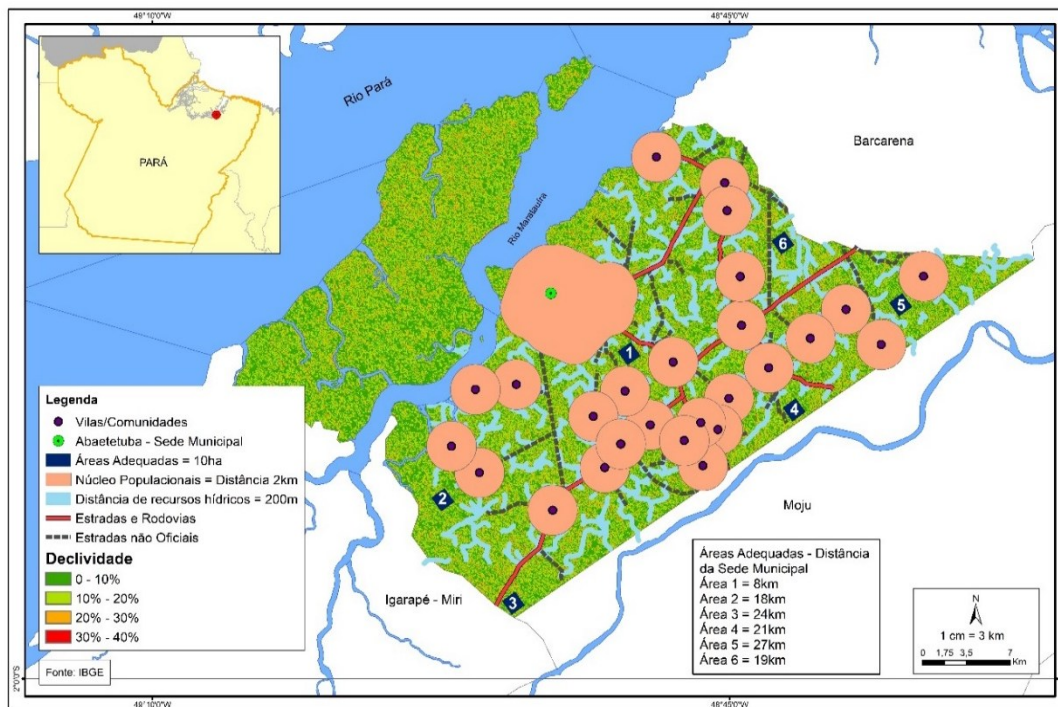 48°10'0"W
48°45'0"W
Rio Pará
Barcarena
PARÁ
Rio Maratauíra
6
5
1
4
2
3
Moju
Igarapé - Miri
Legenda
Vilas/Comunidades
Abaetetuba - Sede Municipal
Áreas Adequadas = 10ha
Núcleo Populacionais = Distância 2km
Distância de recursos hídricos = 200m
Estradas e Rodovias
Estradas não Oficiais
Declividade
0 - 10%
10% - 20%
20% - 30%
30% - 40%
Fonte: IBGE
Áreas Adequadas - Distância
da Sede Municipal
Área 1 = 8km
Área 2 = 18km
Área 3 = 24km
Área 4 = 21km
Área 5 = 27km
Área 6 = 19km
N
1 cm = 3 km
0 1,75 3,5 7
Km
2°0'0"S
48°10'0"W
48°45'0"W